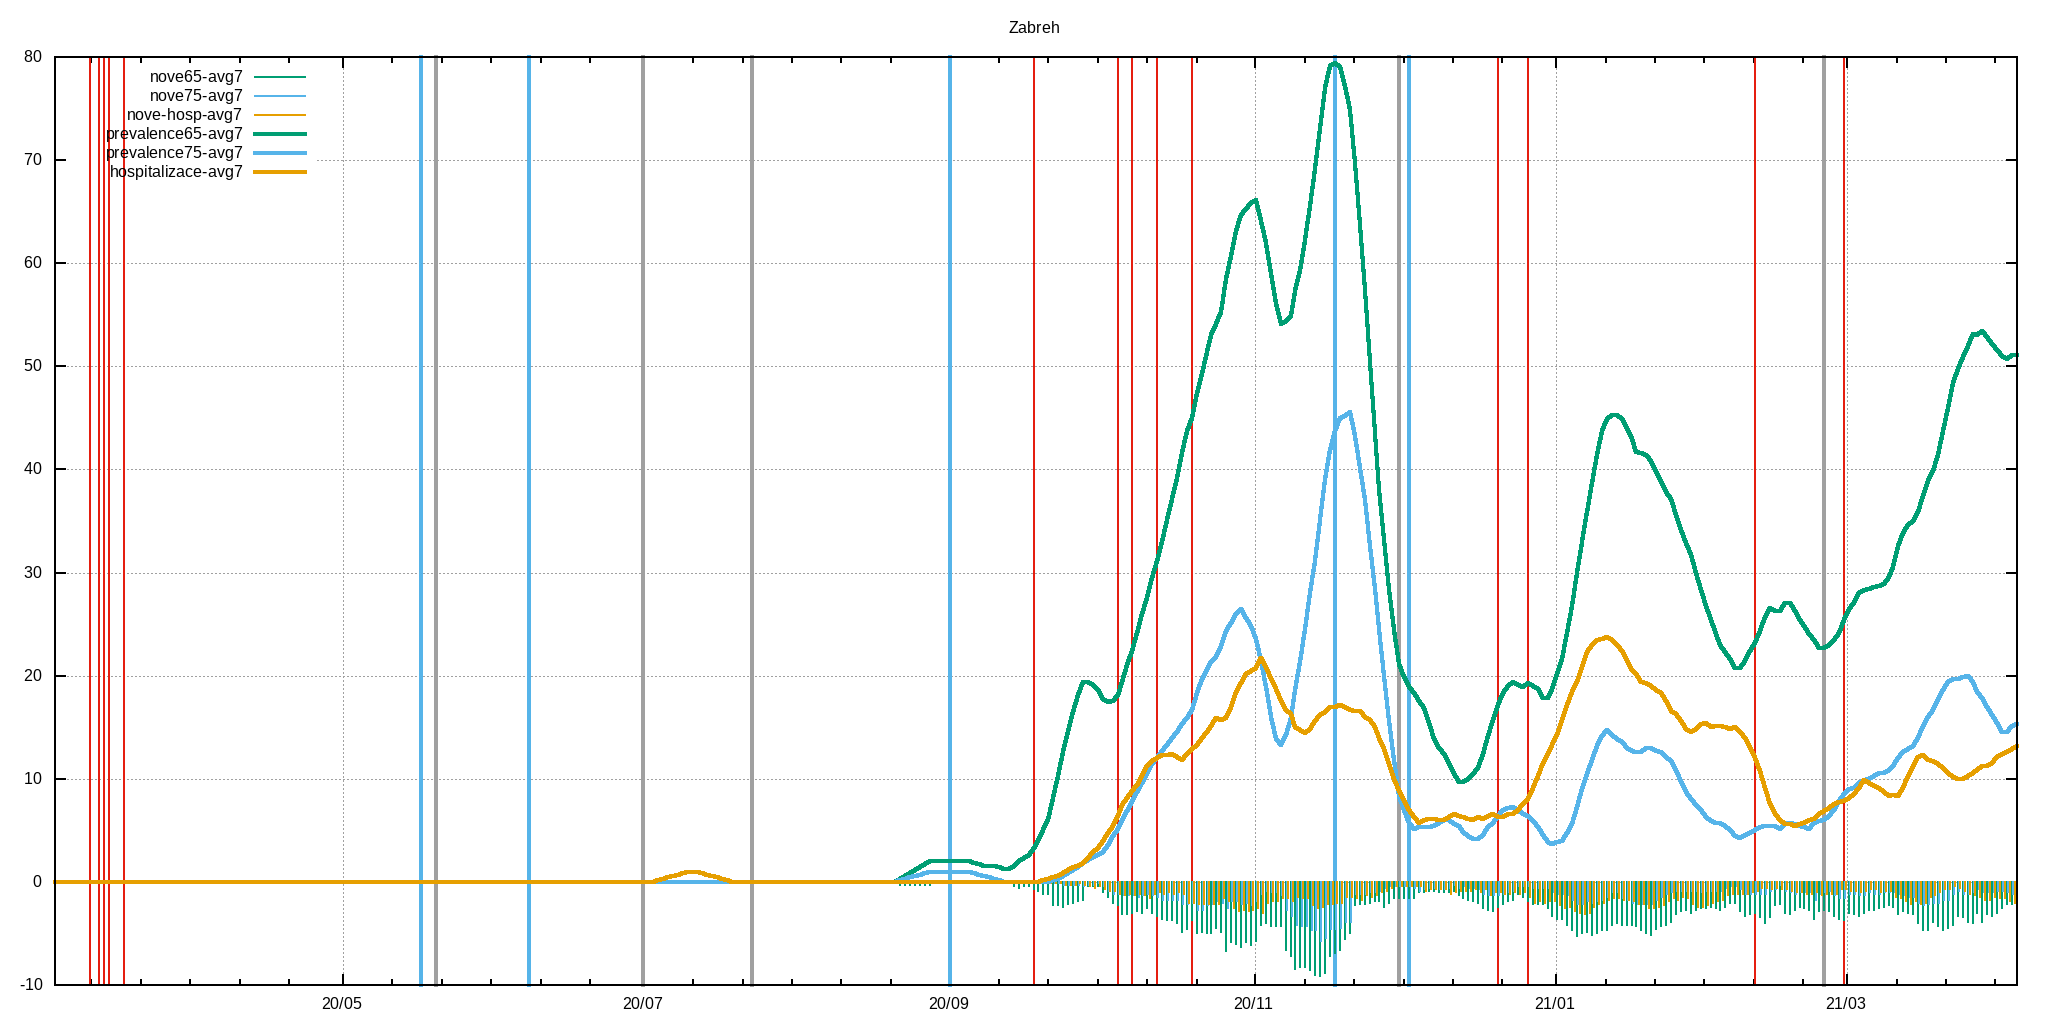 Zabreh
80
70
60
50
40
30
20
10
0
-10
nove65-avg7
nove75-avg7
nove-hosp-avg7
prevalence65-avg7
prevalence75-avg7
hospitalizace-avg7
20/05 20/07 20/09 20/11 21/01 21/03